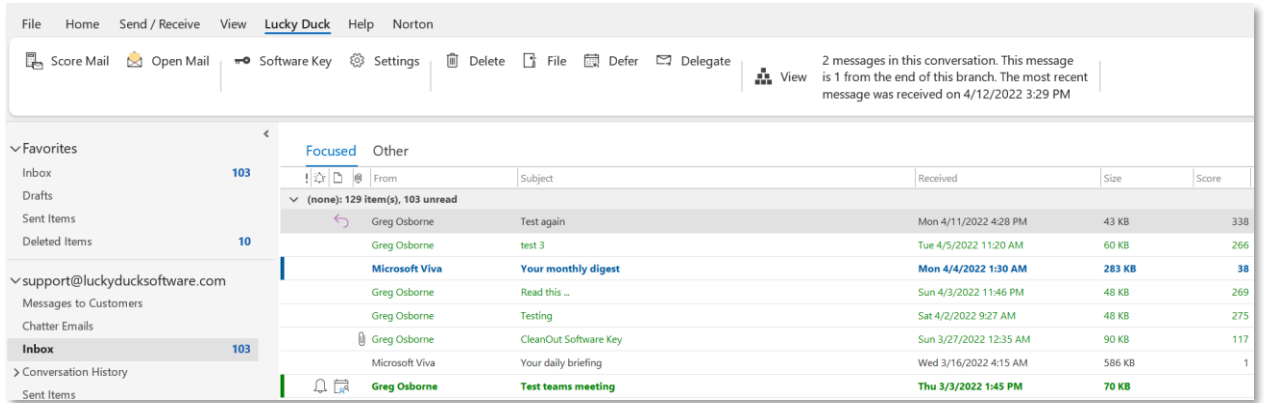 File Home Send / Receive View Lucky Duck Help Norton
Score Mail Open Mail Software Key Settings Delete File Defer Delegate View
2 messages in this conversation. This message
is 1 from the end of this branch. The most recent
message was received on 4/12/2022 3:29 PM
Favorites
Inbox 103
Drafts
Sent Items
Deleted Items 10
support@luckyducksoftware.com
Messages to Customers
Chatter Emails
Inbox 103
Conversation History
Sent Items
Focused Other
! From Subject Received Size Score
(none): 129 item(s), 103 unread
Greg Osborne Test again Mon 4/11/2022 4:28 PM 43 KB 338
Greg Osborne test 3 Tue 4/5/2022 11:20 AM 60 KB 266
Microsoft Viva Your monthly digest Mon 4/4/2022 1:30 AM 283 KB 38
Greg Osborne Read this ... Sun 4/3/2022 11:46 PM 48 KB 269
Greg Osborne Testing Sat 4/2/2022 9:27 AM 48 KB 275
Greg Osborne CleanOut Software Key Sun 3/27/2022 12:35 AM 90 KB 117
Microsoft Viva Your daily briefing Wed 3/16/2022 4:15 AM 586 KB 1
Greg Osborne Test teams meeting Thu 3/3/2022 1:45 PM 70 KB